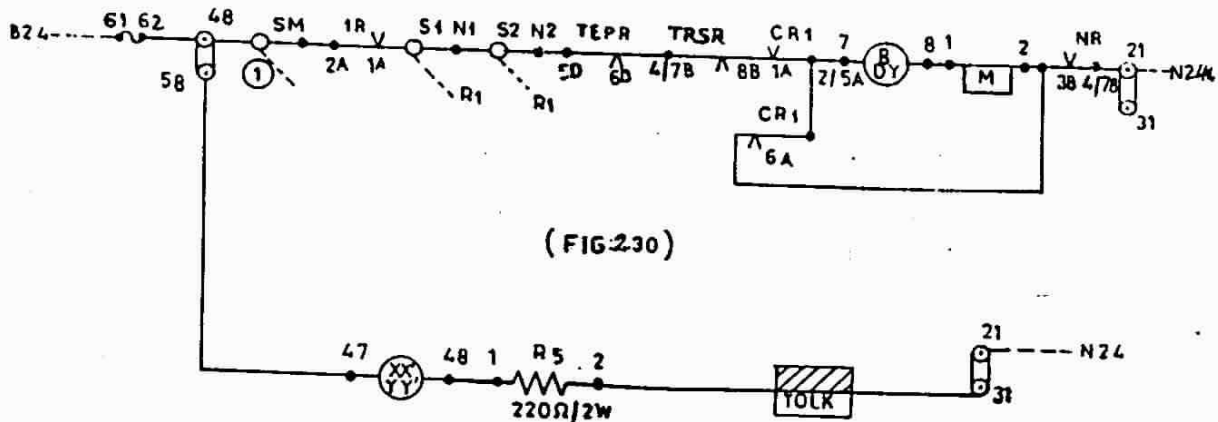 61 62 48 SM 1R S1 N1 S2 N2 TEPR TRSR CR1 7 8 1 2 NR 21
B24 N24
58 1 2A 1A R1 R1 5D 6D 4/7B 8B 1A 2/5A B DY M 3B 4/7B 31
CR1
6A
(FIG:230)
47 XX' YY' 48 1 R5 2 21 N24
220Ω/2W YOLK 31